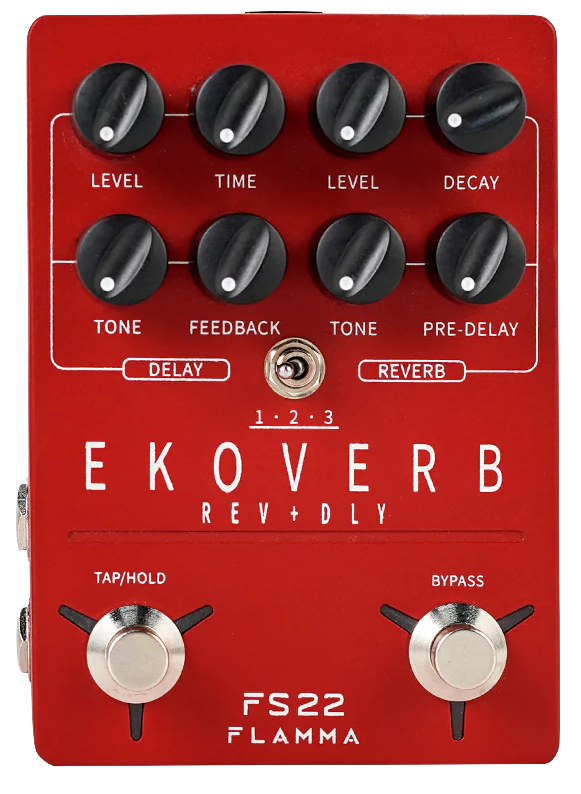 LEVEL TIME LEVEL DECAY
TONE FEEDBACK TONE PRE-DELAY
DELAY REVERB
1·2·3
EKOVERB
REV+DLY
TAP/HOLD BYPASS
FS22
FLAMMA